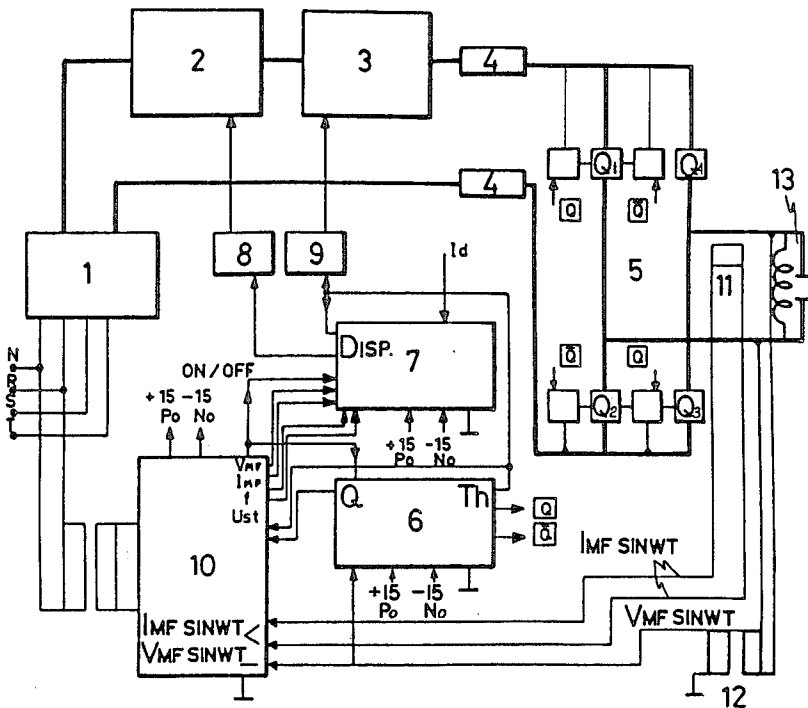 2
3
4
4
Q1
Q4
Q
Q̄
13
1
8
9
Id
5
11
N
R
S
T
ON/OFF
DISP.
7
+15 -15
Po No
Q̄
Q
Q2
Q3
+15 -15
Po No
VMF
IMF
f
Ust
Q
Th
6
Q
Q̄
10
+15 -15
Po No
IMF SINWT
IMF SINWT <
VMF SINWT
VMF SINWT_
12